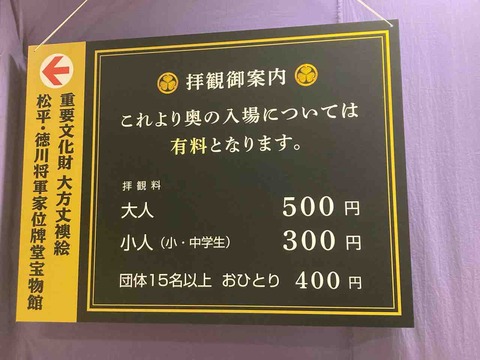 拝観御案内
これより奥の入場については
有料となります。
拝観料
大人 500円
小人（小・中学生） 300円
団体15名以上 おひとり 400円
重要文化財 大方丈襖絵
松平・徳川将軍家位牌堂宝物館